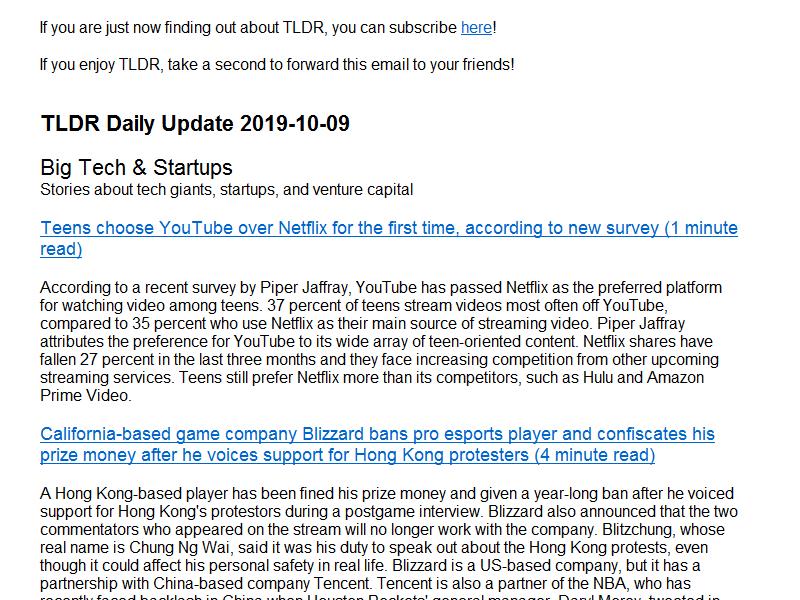 If you are just now finding out about TLDR, you can subscribe here!
If you enjoy TLDR, take a second to forward this email to your friends!
TLDR Daily Update 2019-10-09
Big Tech & Startups
Stories about tech giants, startups, and venture capital
Teens choose YouTube over Netflix for the first time, according to new survey (1 minute
read)
According to a recent survey by Piper Jaffray, YouTube has passed Netflix as the preferred platform
for watching video among teens. 37 percent of teens stream videos most often off YouTube,
compared to 35 percent who use Netflix as their main source of streaming video. Piper Jaffray
attributes the preference for YouTube to its wide array of teen-oriented content. Netflix shares have
fallen 27 percent in the last three months and they face increasing competition from other upcoming
streaming services. Teens still prefer Netflix more than its competitors, such as Hulu and Amazon
Prime Video.
California-based game company Blizzard bans pro esports player and confiscates his
prize money after he voices support for Hong Kong protesters (4 minute read)
A Hong Kong-based player has been fined his prize money and given a year-long ban after he voiced
support for Hong Kong's protestors during a postgame interview. Blizzard also announced that the two
commentators who appeared on the stream will no longer work with the company. Blitzchung, whose
real name is Chung Ng Wai, said it was his duty to speak out about the Hong Kong protests, even
though it could affect his personal safety in real life. Blizzard is a US-based company, but it has a
partnership with China-based company Tencent. Tencent is also a partner of the NBA, who has
recently faced backlash in China when Houston Rockets' general manager, Daryl Morey, tweeted in